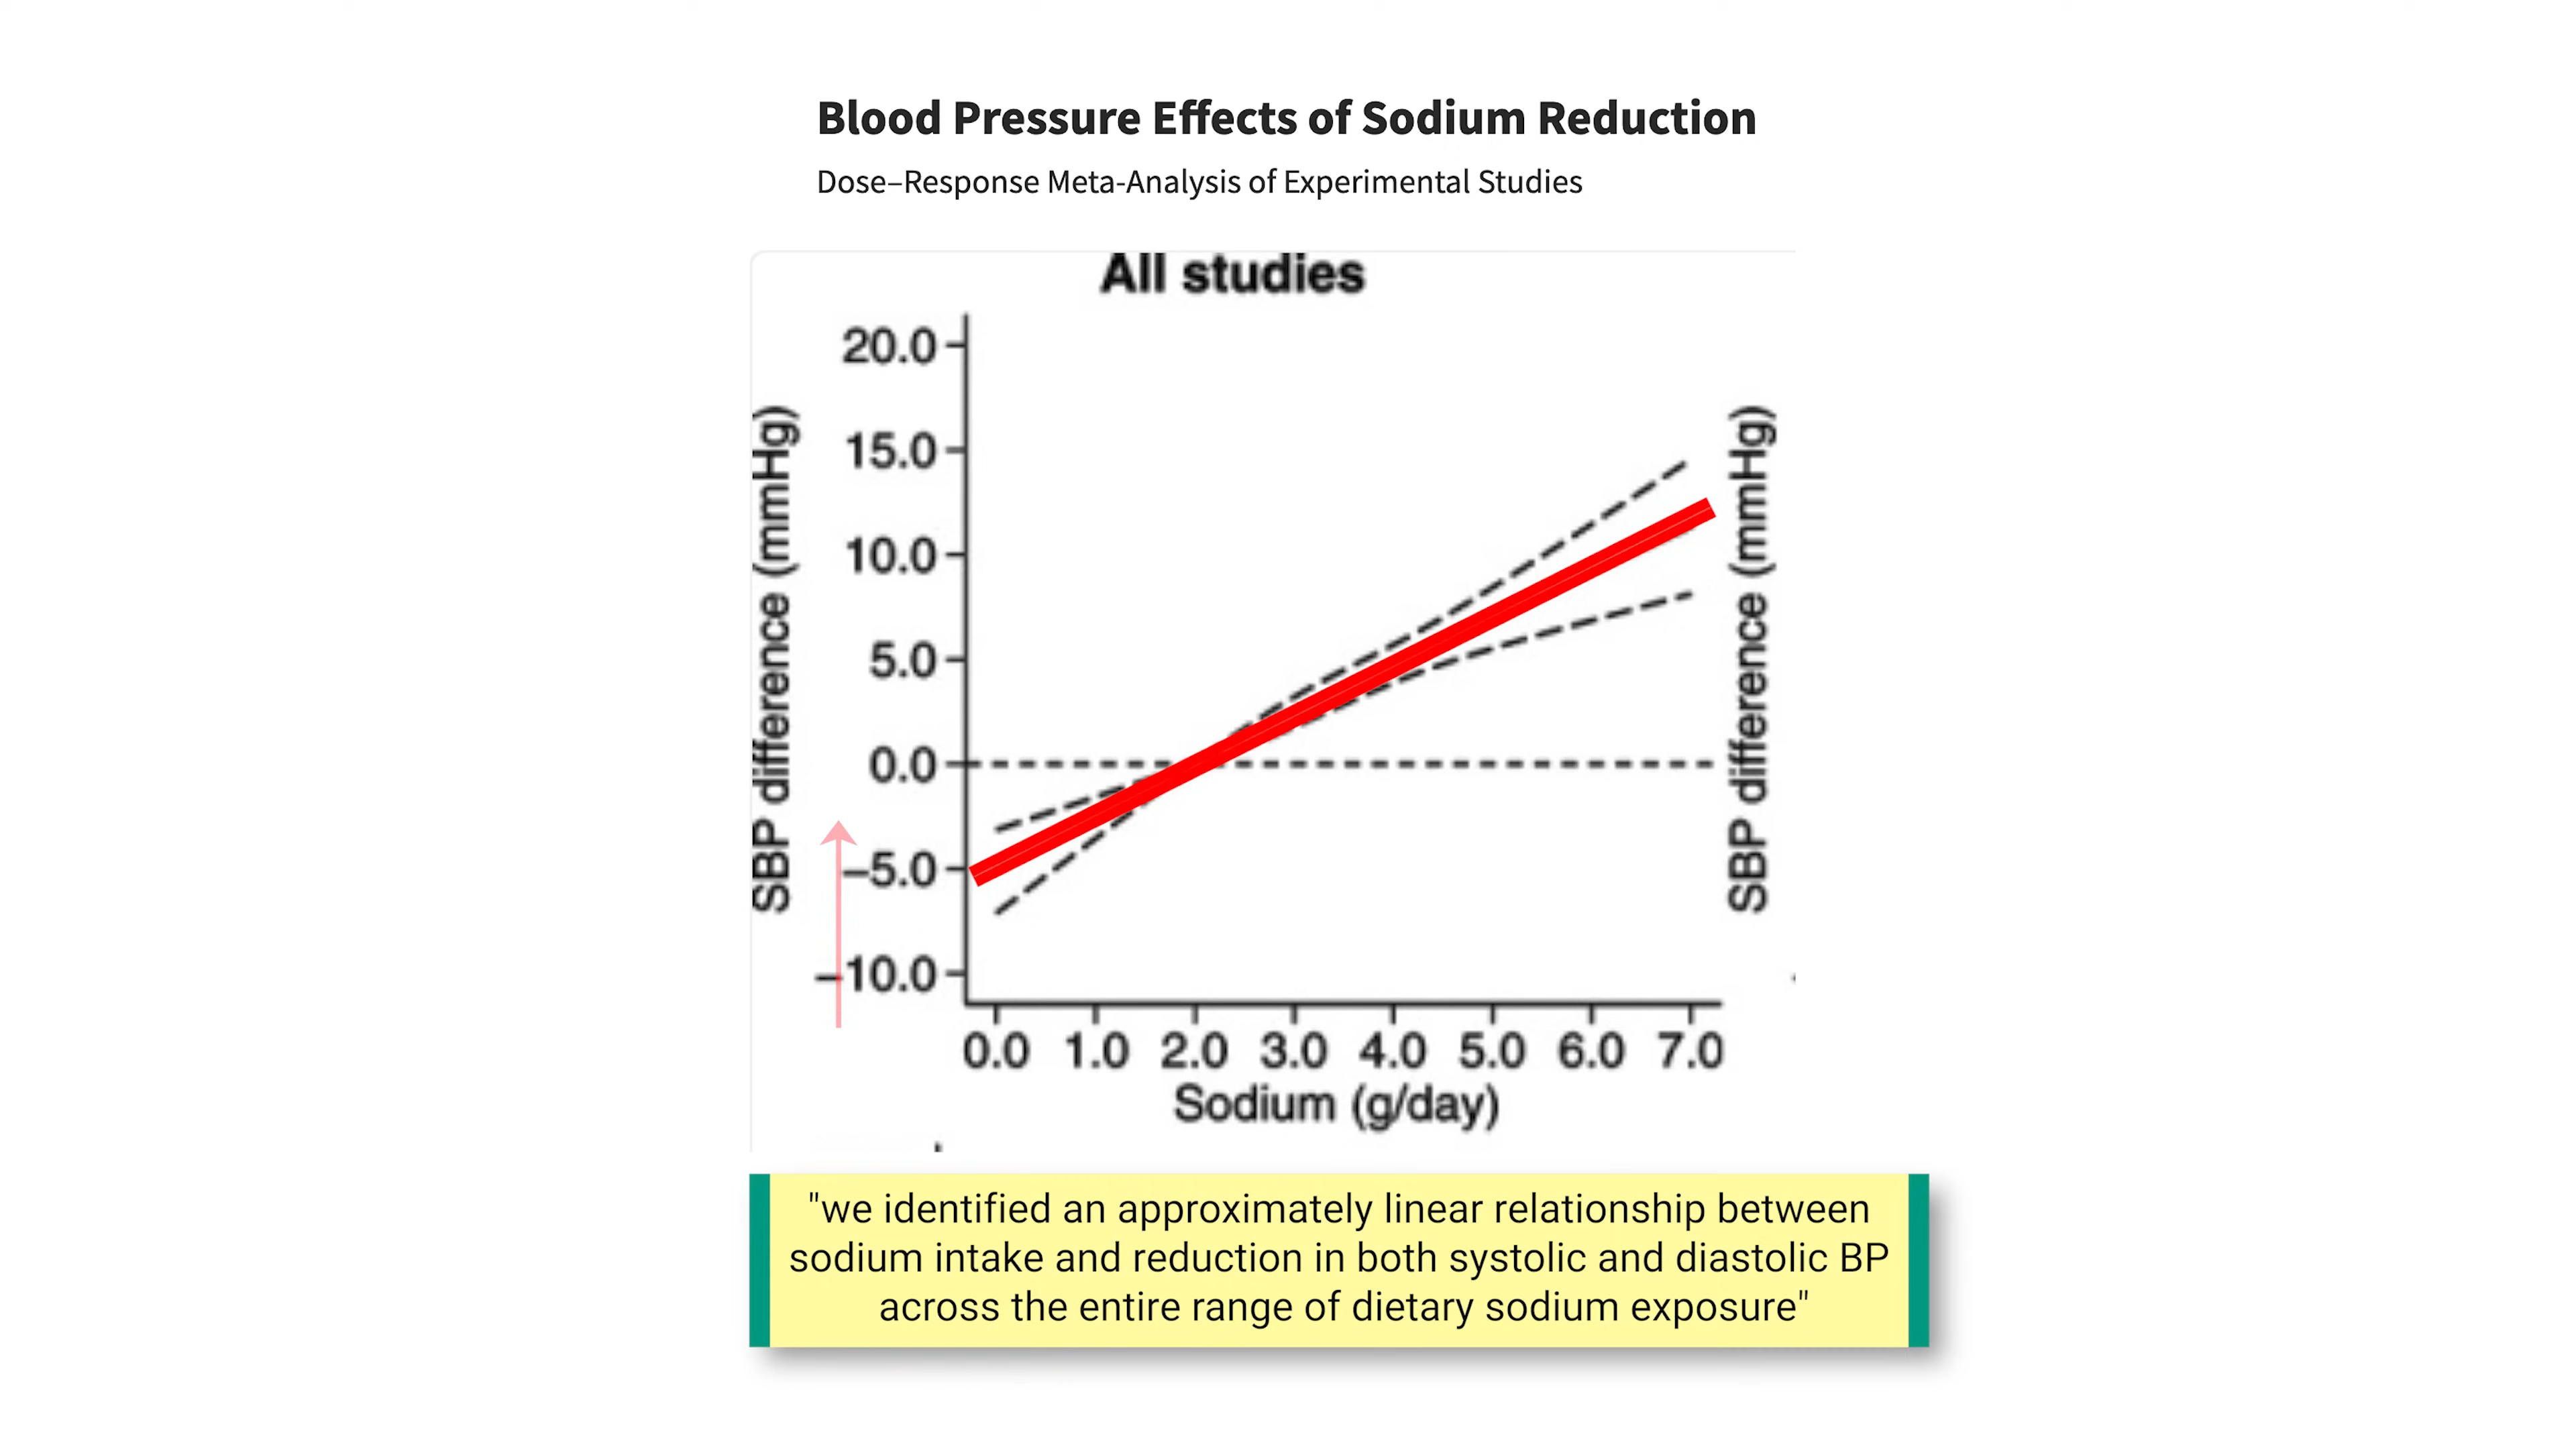 Blood Pressure Effects of Sodium Reduction
Dose–Response Meta-Analysis of Experimental Studies
All studies
SBP difference (mmHg)
20.0
15.0
10.0
5.0
0.0
–5.0
–10.0
0.0 1.0 2.0 3.0 4.0 5.0 6.0 7.0
Sodium (g/day)
SBP difference (mmHg)
"we identified an approximately linear relationship between
sodium intake and reduction in both systolic and diastolic BP
across the entire range of dietary sodium exposure"